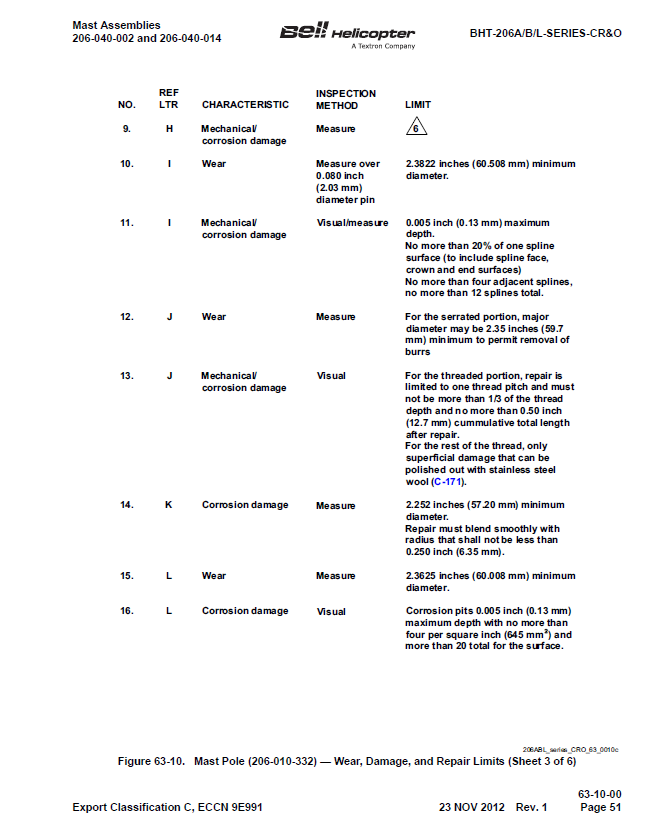 Mast Assemblies
206-040-002 and 206-040-014
Bell Helicopter
A Textron Company
BHT-206A/B/L-SERIES-CR&O
NO. REF LTR CHARACTERISTIC INSPECTION METHOD LIMIT
9. H Mechanical/ Measure 6
corrosion damage
10. I Wear Measure over 2.3822 inches (60.508 mm) minimum
0.080 inch diameter.
(2.03 mm)
diameter pin
11. I Mechanical/ Visual/measure 0.005 inch (0.13 mm) maximum
corrosion damage depth.
No more than 20% of one spline
surface (to include spline face,
crown and end surfaces)
No more than four adjacent splines,
no more than 12 splines total.
12. J Wear Measure For the serrated portion, major
diameter may be 2.35 inches (59.7
mm) minimum to permit removal of
burrs
13. J Mechanical/ Visual For the threaded portion, repair is
corrosion damage limited to one thread pitch and must
not be more than 1/3 of the thread
depth and no more than 0.50 inch
(12.7 mm) cummulative total length
after repair.
For the rest of the thread, only
superficial damage that can be
polished out with stainless steel
wool (C-171).
14. K Corrosion damage Measure 2.252 inches (57.20 mm) minimum
diameter.
Repair must blend smoothly with
radius that shall not be less than
0.250 inch (6.35 mm).
15. L Wear Measure 2.3625 inches (60.008 mm) minimum
diameter.
16. L Corrosion damage Visual Corrosion pits 0.005 inch (0.13 mm)
maximum depth with no more than
four per square inch (645 mm²) and
more than 20 total for the surface.
206ABL_series_CRO_63_0010c
Figure 63-10. Mast Pole (206-010-332) — Wear, Damage, and Repair Limits (Sheet 3 of 6)
63-10-00
Export Classification C, ECCN 9E991 23 NOV 2012 Rev. 1 Page 51